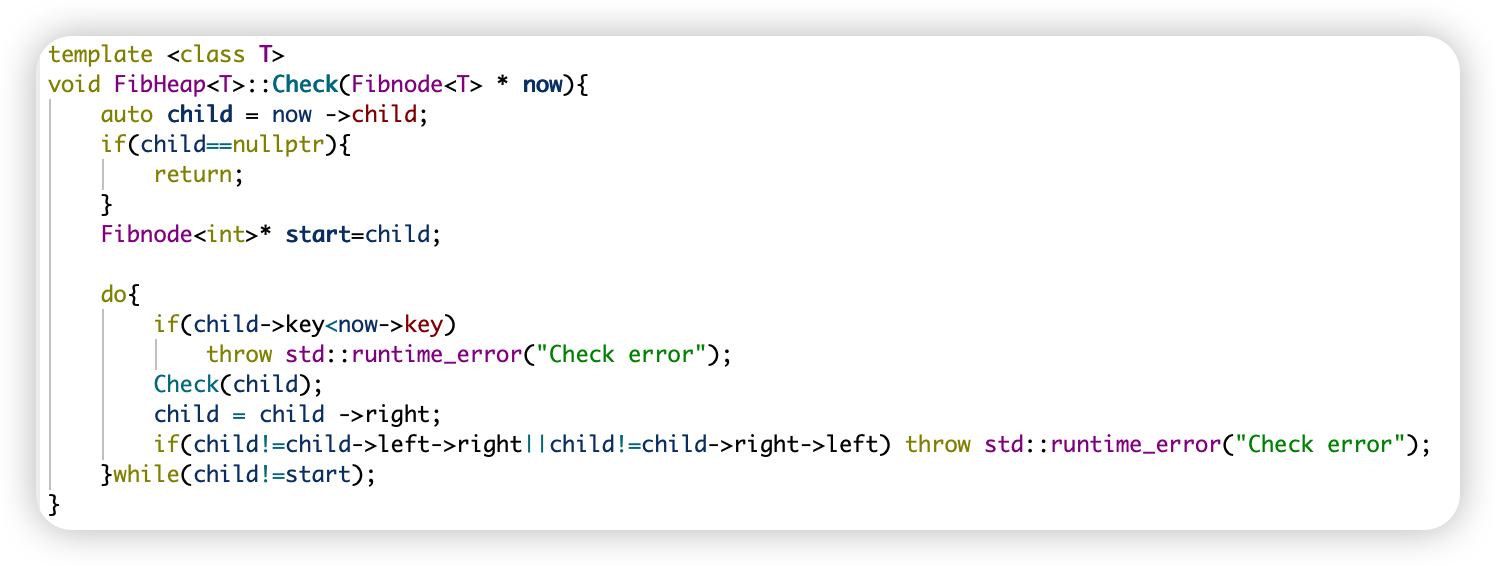 template <class T>
void FibHeap<T>::Check(Fibnode<T> * now){
    auto child = now ->child;
    if(child==nullptr){
        return;
    }
    Fibnode<int>* start=child;

    do{
        if(child->key<now->key)
            throw std::runtime_error("Check error");
        Check(child);
        child = child ->right;
        if(child!=child->left->right||child!=child->right->left) throw std::runtime_error("Check error");
    }while(child!=start);
}